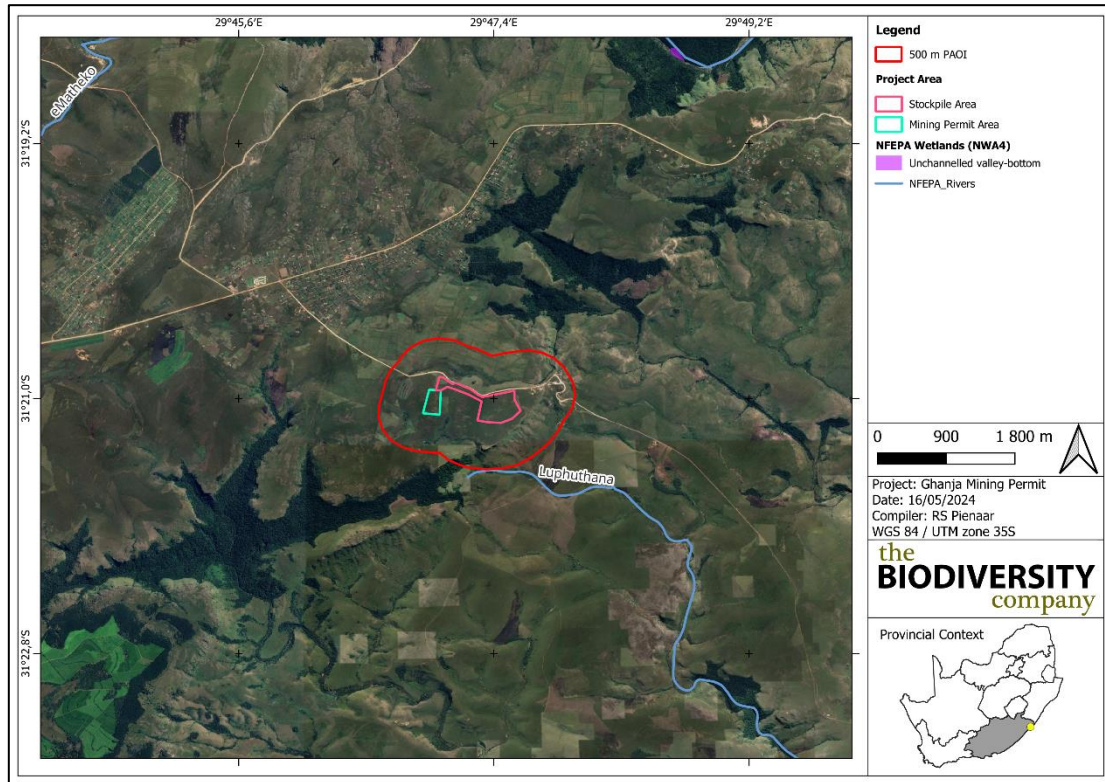 29°45,6'E
29°47,4'E
29°49,2'E
31°19,2'S
31°21,0'S
31°22,8'S
eMatheko
Luphuthana
Legend
500 m PAOI
Project Area
Stockpile Area
Mining Permit Area
NFEPA Wetlands (NWA4)
Unchannelled valley-bottom
NFEPA_Rivers
0 900 1 800 m
Project: Ghanja Mining Permit
Date: 16/05/2024
Compiler: RS Pienaar
WGS 84 / UTM zone 35S
the
BIODIVERSITY
company
Provincial Context